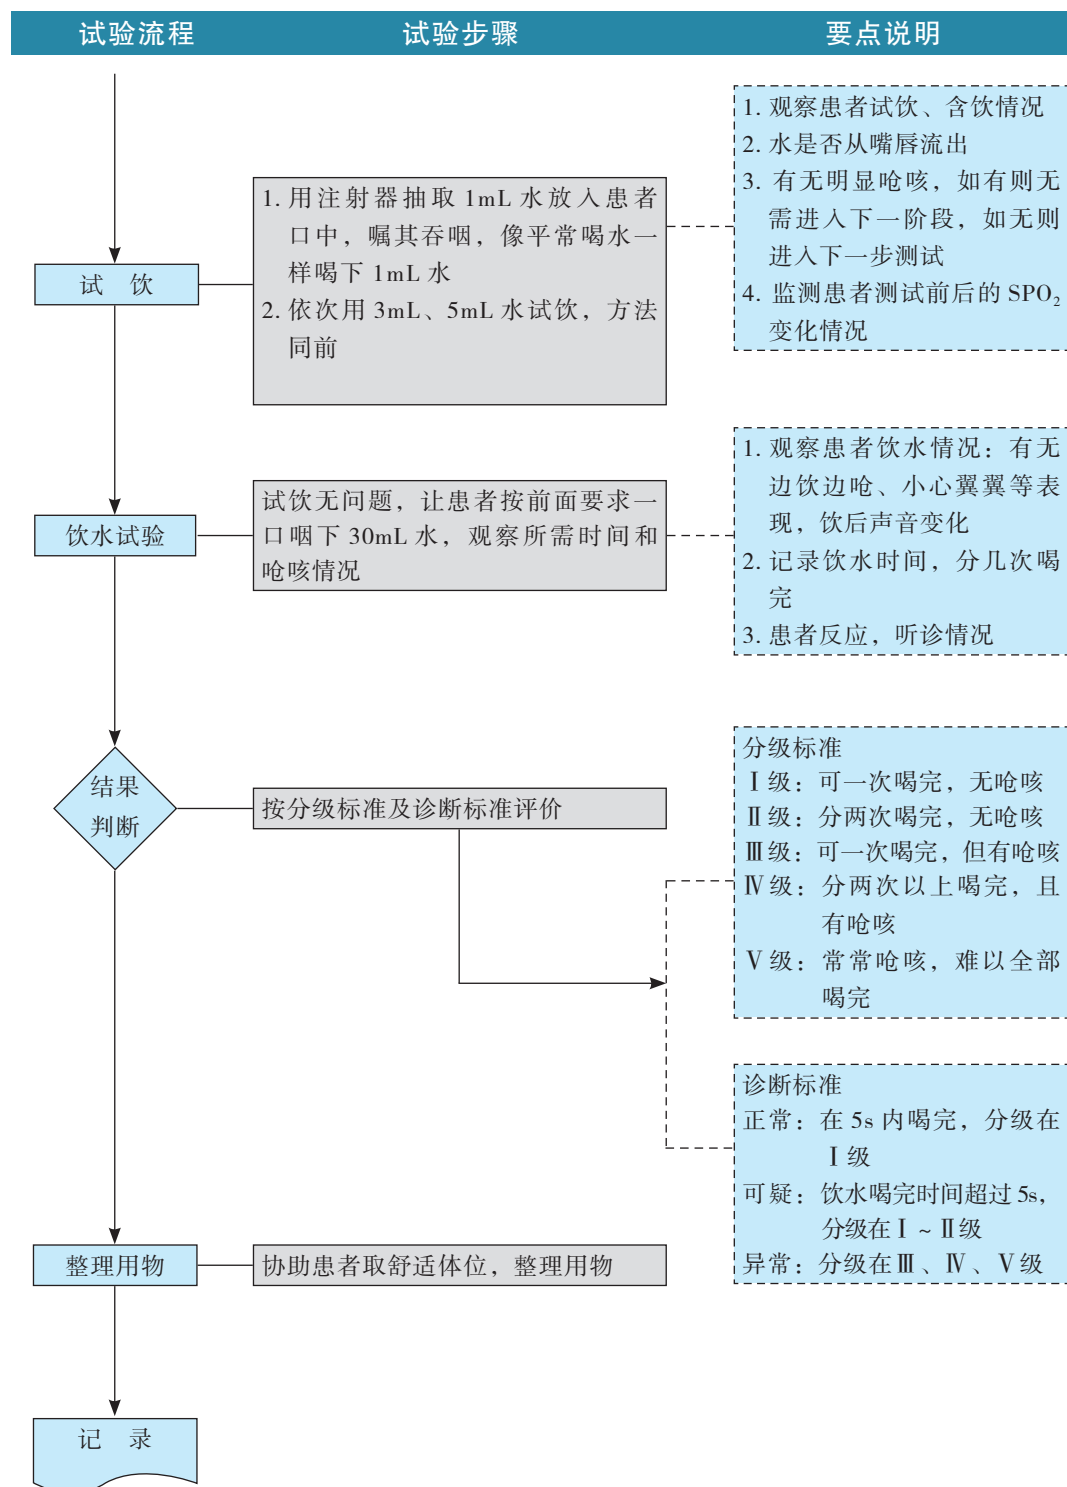 试验流程
试验步骤
要点说明
1. 观察患者试饮、含饮情况
2. 水是否从嘴唇流出
3. 有无明显呛咳，如有则无
需进入下一阶段，如无则
进入下一步测试
4. 监测患者测试前后的 SPO₂
变化情况
1. 用注射器抽取 1mL 水放入患者
口中，嘱其吞咽，像平常喝水一
样喝下 1mL 水
2. 依次用 3mL、5mL 水试饮，方法
同前
试 饮
1. 观察患者饮水情况：有无
边饮边呛、小心翼翼等表
现，饮后声音变化
2. 记录饮水时间，分几次喝
完
3. 患者反应，听诊情况
试饮无问题，让患者按前面要求一
口咽下 30mL 水，观察所需时间和
呛咳情况
饮水试验
分级标准
Ⅰ级：可一次喝完，无呛咳
Ⅱ级：分两次喝完，无呛咳
Ⅲ级：可一次喝完，但有呛咳
Ⅳ级：分两次以上喝完，且
有呛咳
Ⅴ级：常常呛咳，难以全部
喝完
结果
判断
按分级标准及诊断标准评价
诊断标准
正常：在 5s 内喝完，分级在
Ⅰ级
可疑：饮水喝完时间超过 5s，
分级在Ⅰ ~ Ⅱ级
异常：分级在Ⅲ、Ⅳ、Ⅴ级
整理用物
协助患者取舒适体位，整理用物
记 录